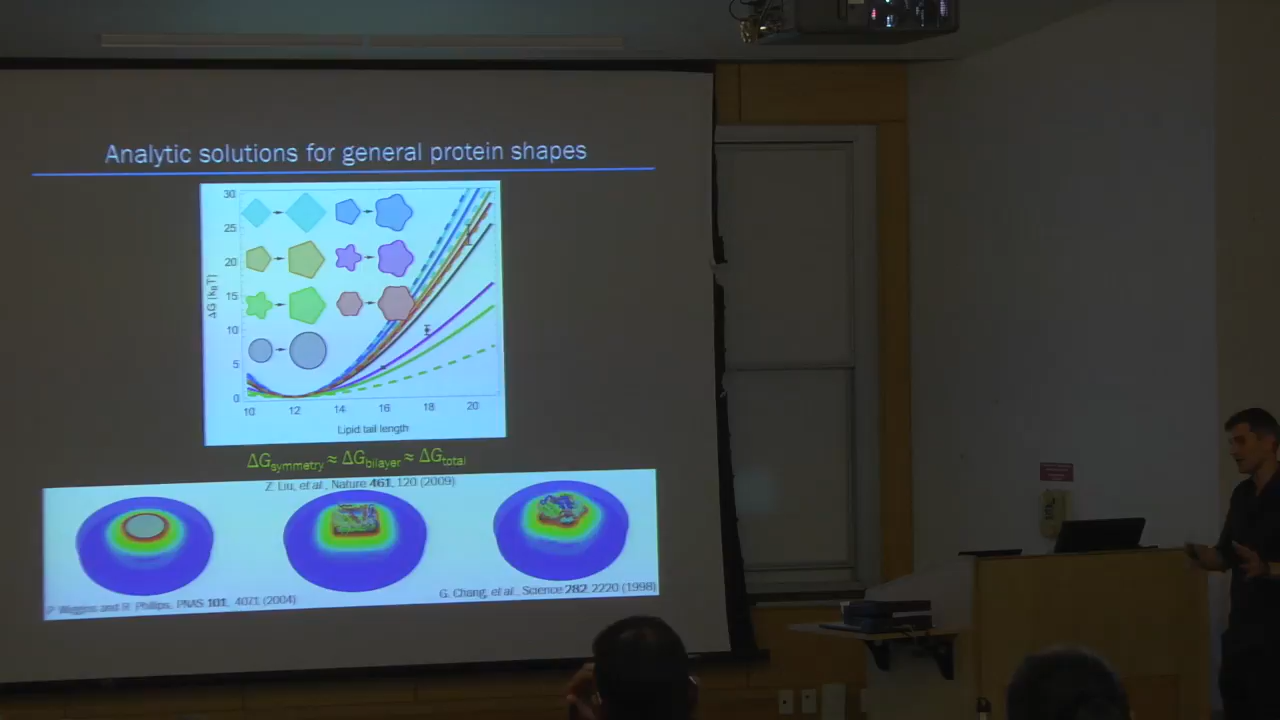 Analytic solutions for general protein shapes
30
25
20
15
10
5
0
ΔG (kBT)
10 12 14 16 18 20
Lipid tail length
ΔGsymmetry ≈ ΔGbilayer ≈ ΔGtotal
Z. Liu, et al., Nature 461, 120 (2009)
P. Wiggins and R. Phillips, PNAS 101, 4071 (2004)
G. Chang, et al., Science 282, 2220 (1998)